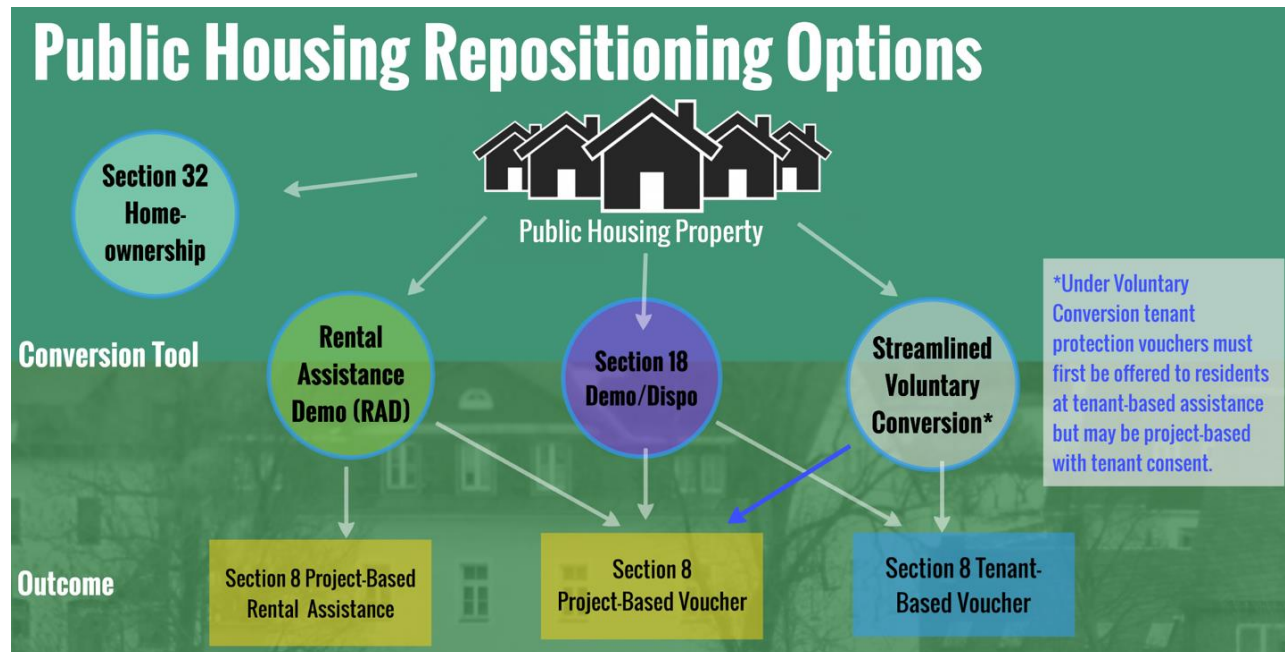 Public Housing Repositioning Options
Section 32
Home-
ownership
Public Housing Property
*Under Voluntary
Conversion tenant
protection vouchers must
first be offered to residents
at tenant-based assistance
but may be project-based
with tenant consent.
Conversion Tool
Rental
Assistance
Demo (RAD)
Section 18
Demo/Dispo
Streamlined
Voluntary
Conversion*
Outcome
Section 8 Project-Based
Rental Assistance
Section 8
Project-Based Voucher
Section 8 Tenant-
Based Voucher